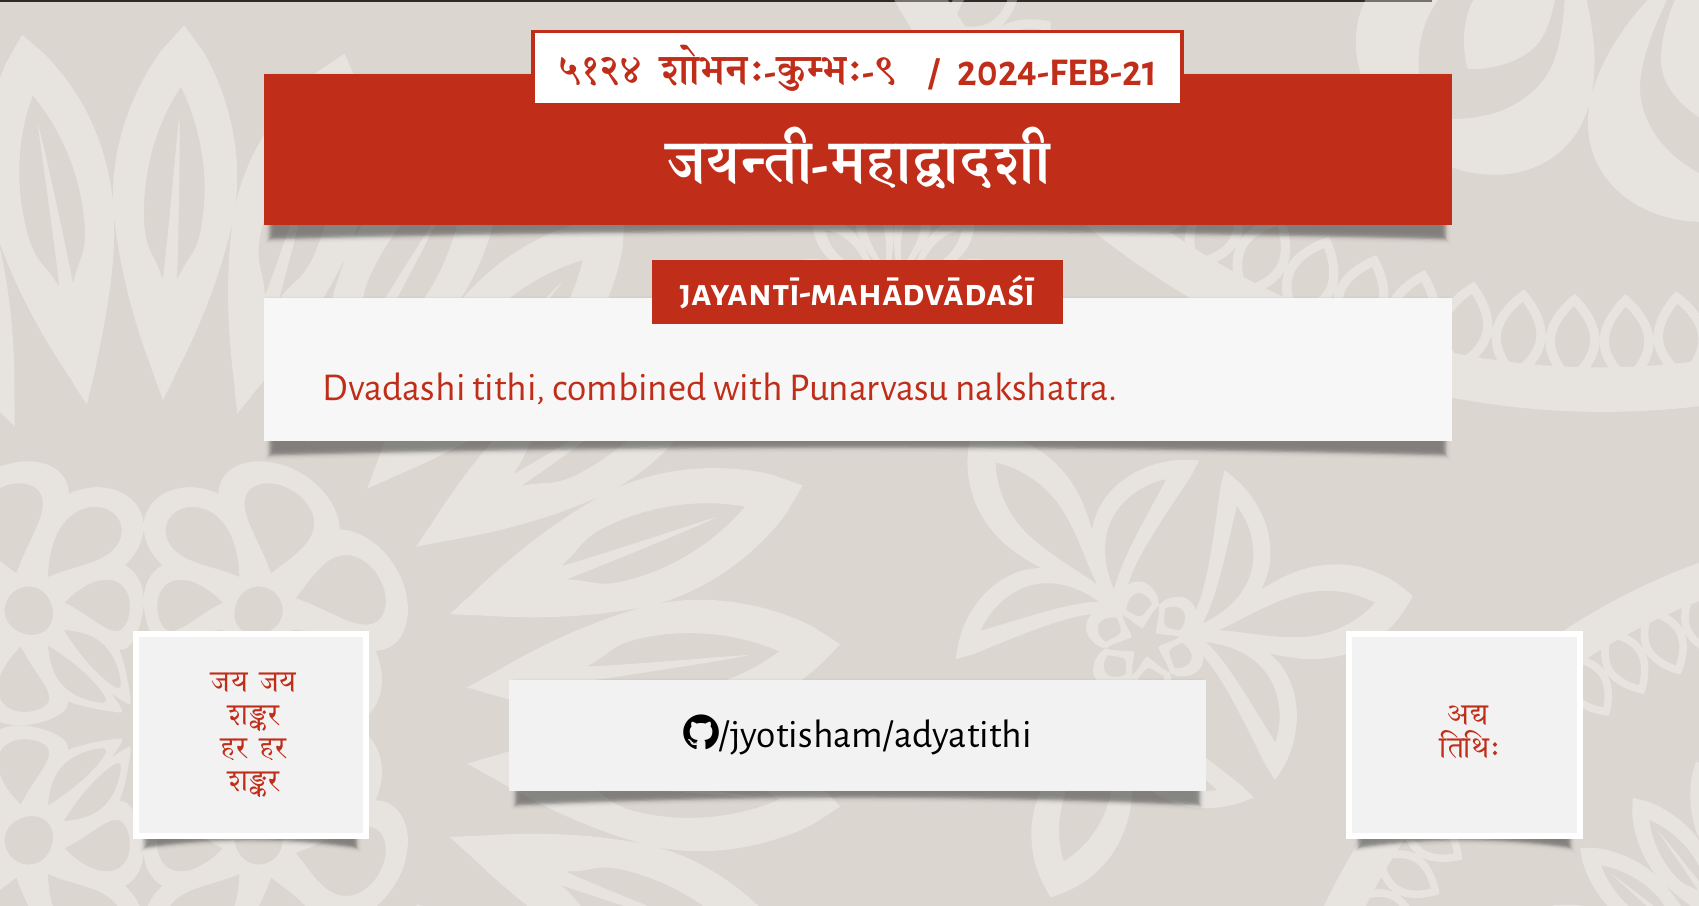 ५१२४ शोभनः-कुम्भः-९ / 2024-FEB-21
जयन्ती-महाद्वादशी
JAYANTĪ-MAHĀDVĀDAŚĪ
Dvadashi tithi, combined with Punarvasu nakshatra.
जय जय
शङ्कर
हर हर
शङ्कर
/jyotisham/adyatithi
अद्य
तिथिः